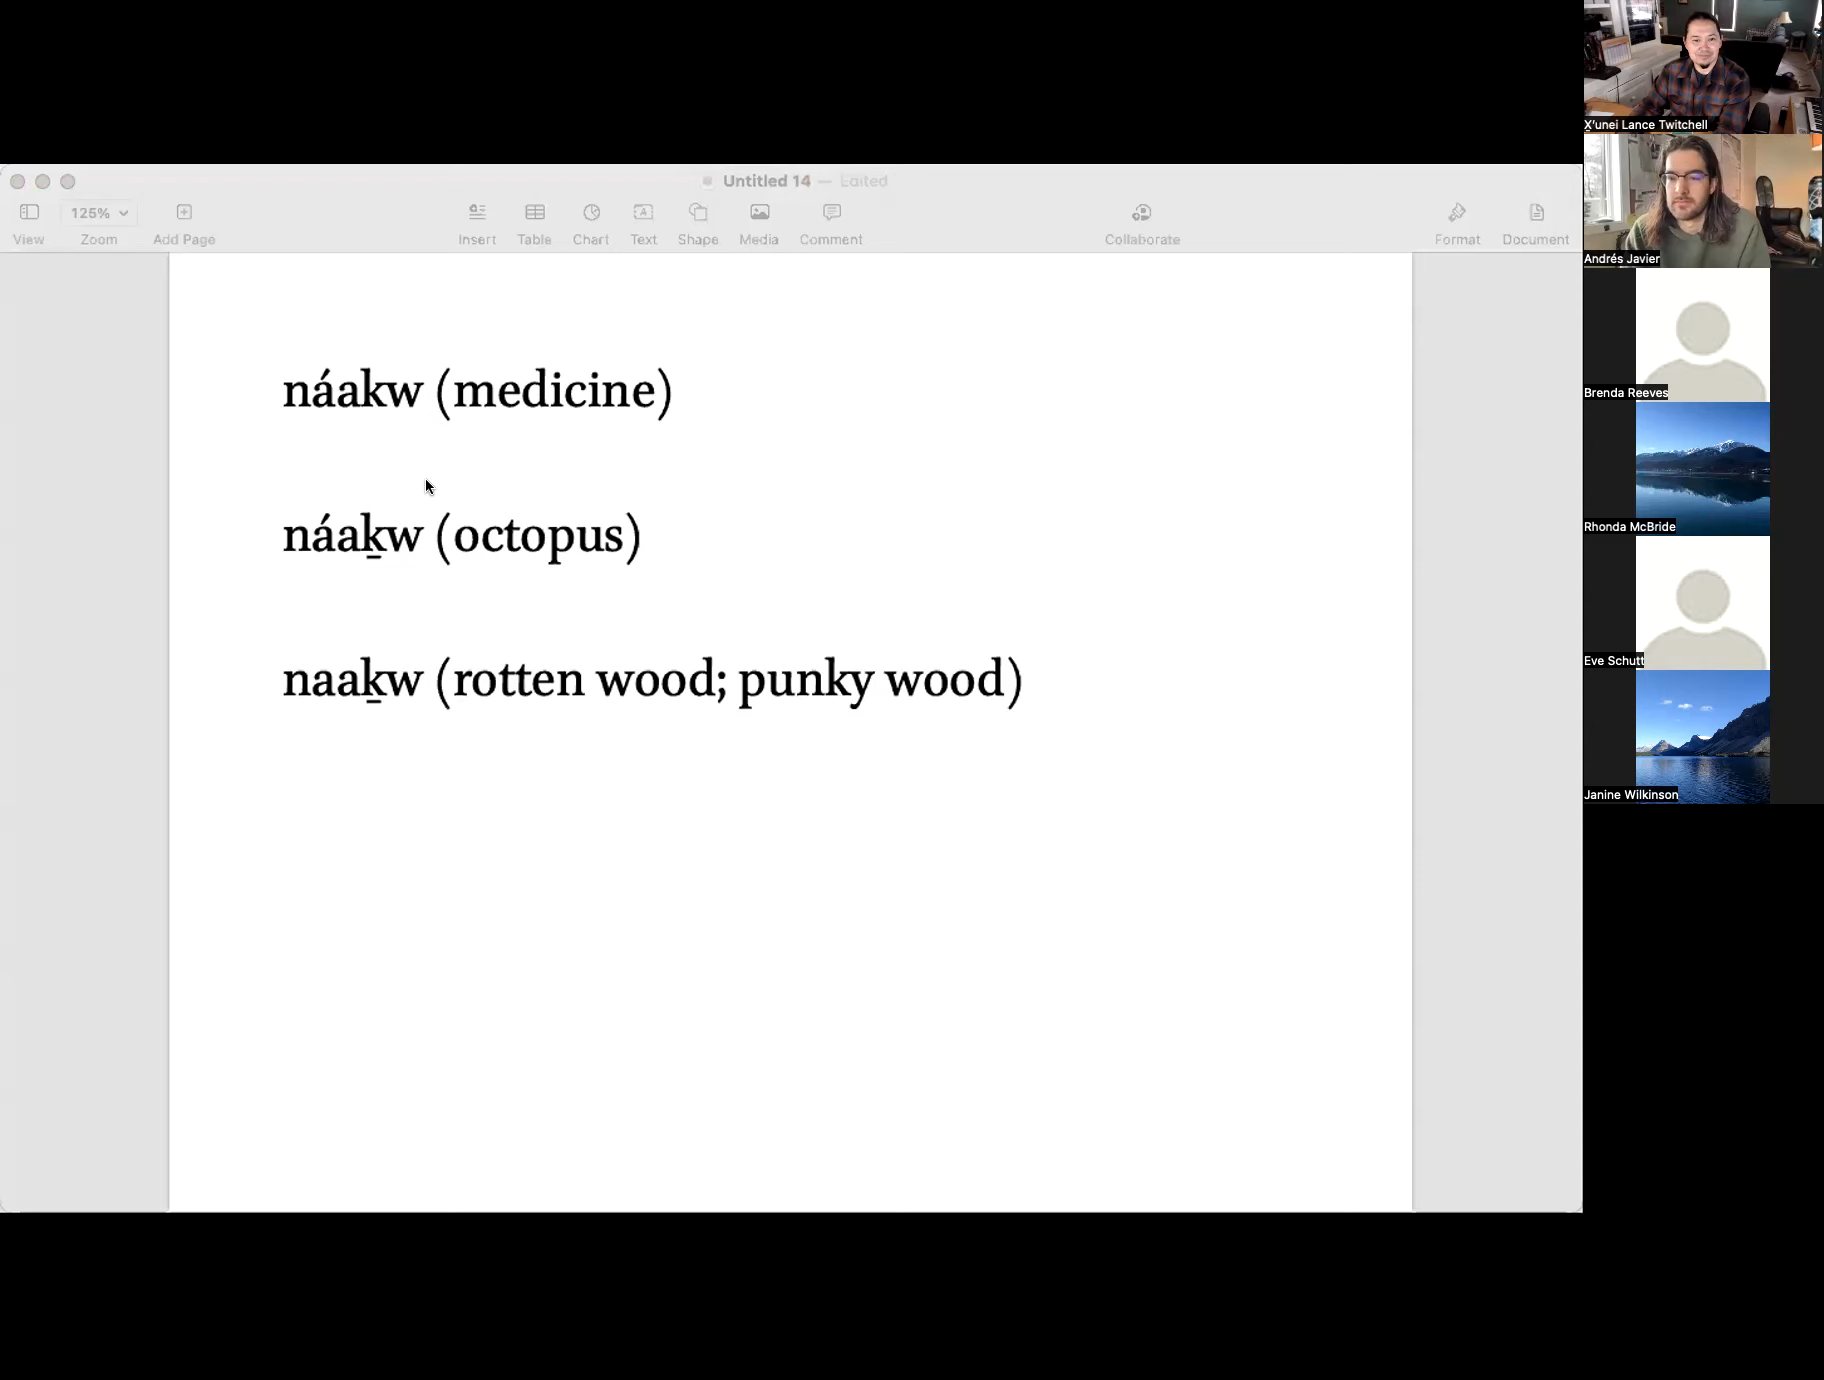 Untitled 14 — Edited
125%
View Zoom Add Page Insert Table Chart Text Shape Media Comment Collaborate Format Document
náakw (medicine)
náaḵw (octopus)
naaḵw (rotten wood; punky wood)
X̱'unei Lance Twitchell
Andrés Javier
Brenda Reeves
Rhonda McBride
Eve Schutt
Janine Wilkinson